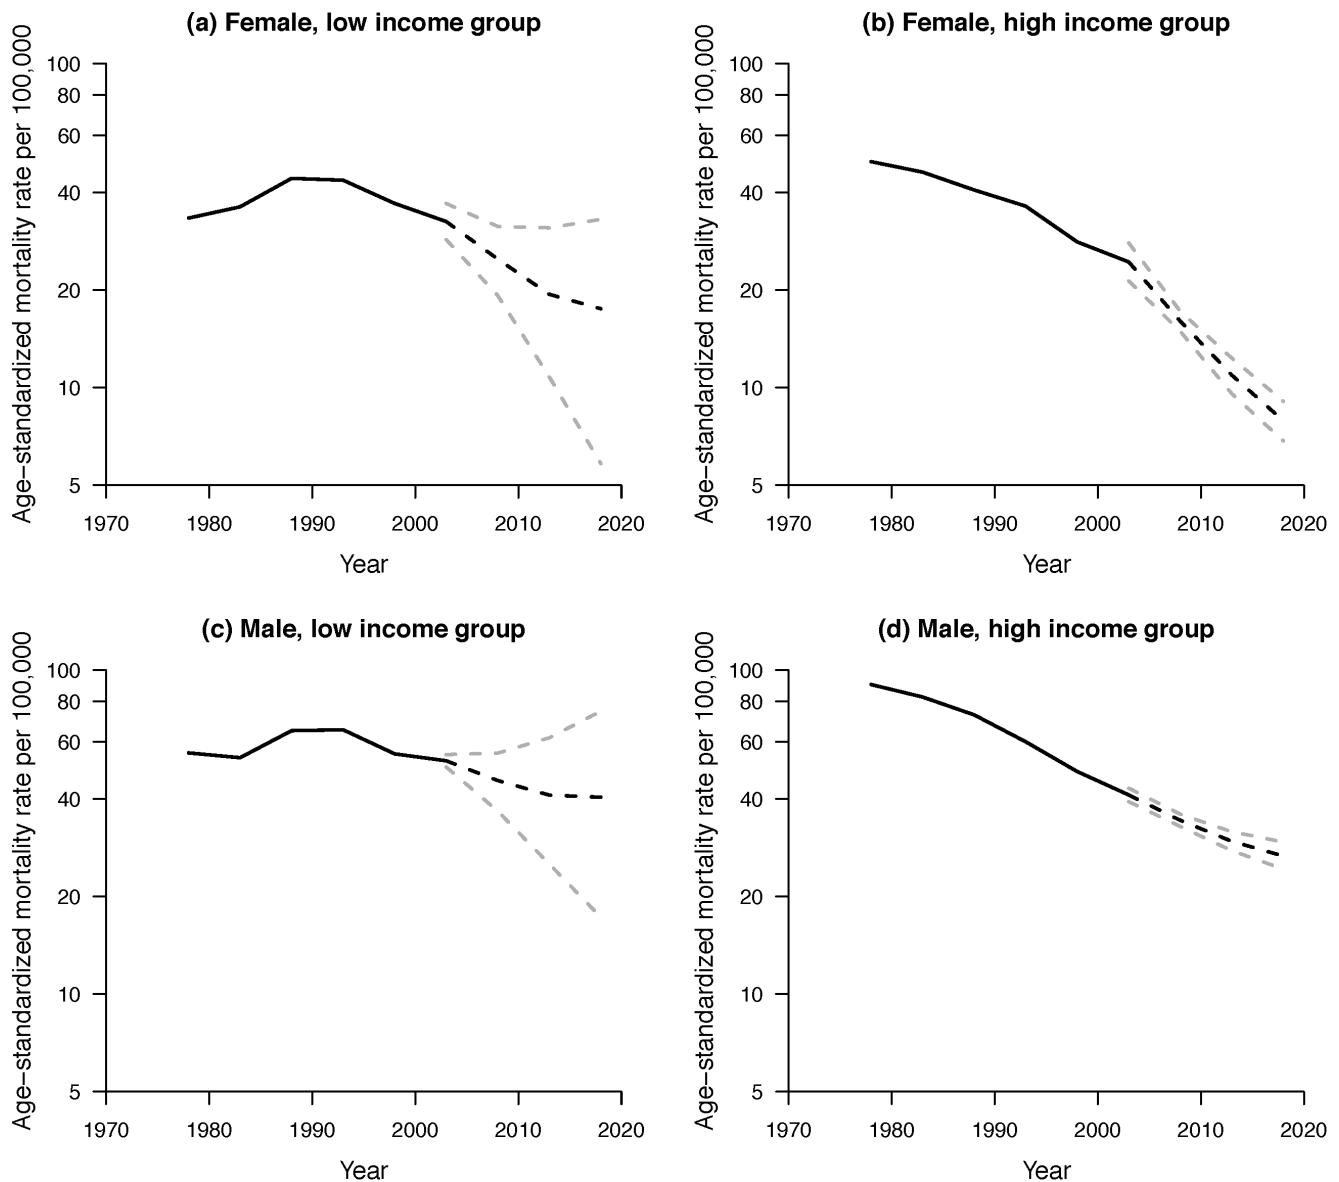 (a) Female, low income group
Age−standardized mortality rate per 100,000
100
80
60
40
20
10
5
1970 1980 1990 2000 2010 2020
Year
(b) Female, high income group
Age−standardized mortality rate per 100,000
100
80
60
40
20
10
5
1970 1980 1990 2000 2010 2020
Year
(c) Male, low income group
Age−standardized mortality rate per 100,000
100
80
60
40
20
10
5
1970 1980 1990 2000 2010 2020
Year
(d) Male, high income group
Age−standardized mortality rate per 100,000
100
80
60
40
20
10
5
1970 1980 1990 2000 2010 2020
Year